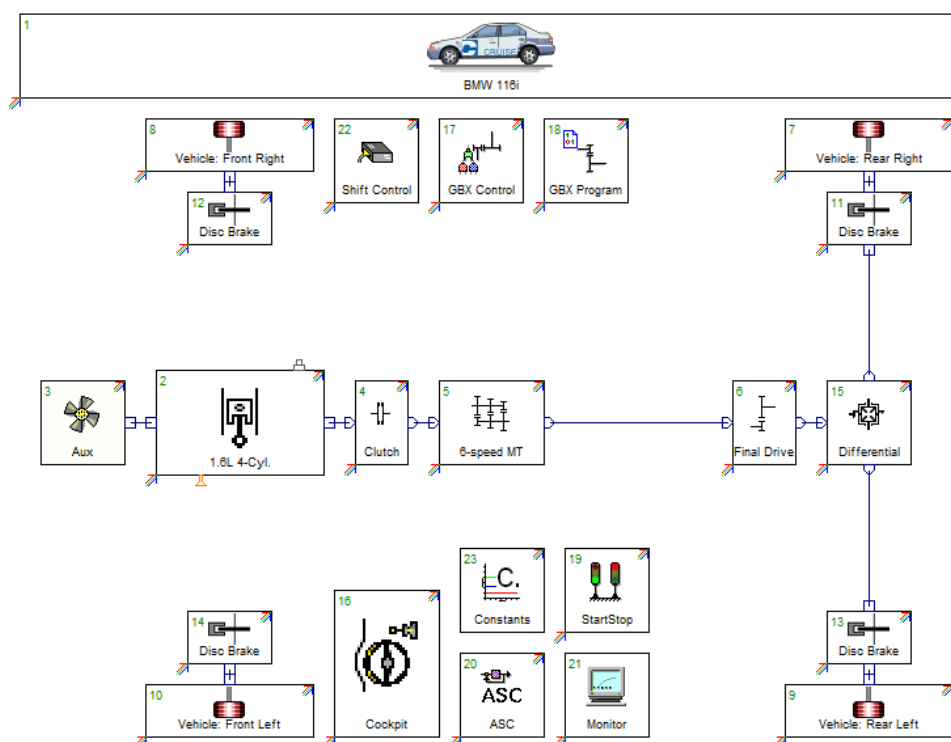 1
C CRUISE
BMW 116i
8
Vehicle: Front Right
22
Shift Control
17
GBX Control
18
GBX Program
7
Vehicle: Rear Right
12
Disc Brake
11
Disc Brake
3
Aux
2
1.6L 4-Cyl.
4
Clutch
5
6-speed MT
6
Final Drive
15
Differential
23
C.
Constants
19
StartStop
16
Cockpit
14
Disc Brake
13
Disc Brake
20
ASC
ASC
21
Monitor
10
Vehicle: Front Left
9
Vehicle: Rear Left